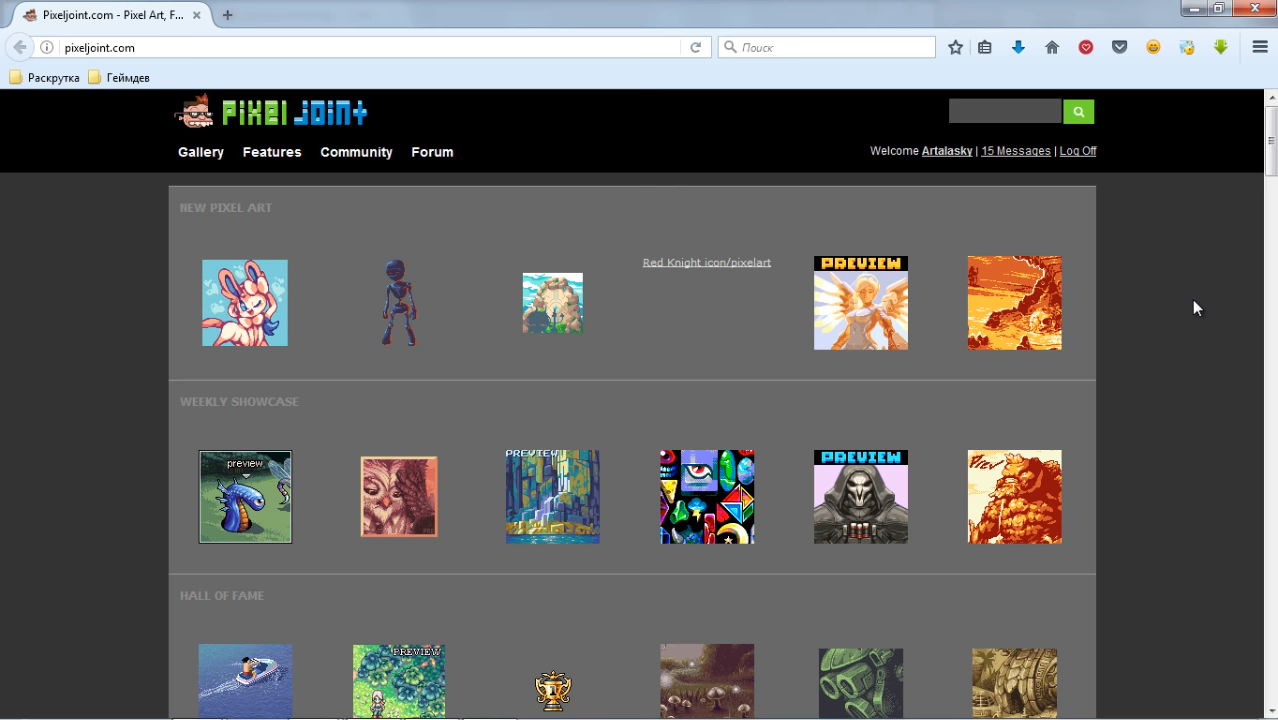 Pixeljoint.com - Pixel Art, F...
pixeljoint.com
Поиск
Раскрутка
Геймдев
PIXEL JOINT
Gallery
Features
Community
Forum
Welcome Artalasky | 15 Messages | Log Off
NEW PIXEL ART
Red Knight icon/pixelart
PREVIEW
WEEKLY SHOWCASE
preview
PREVIEW
PREVIEW
HALL OF FAME
PREVIEW
1